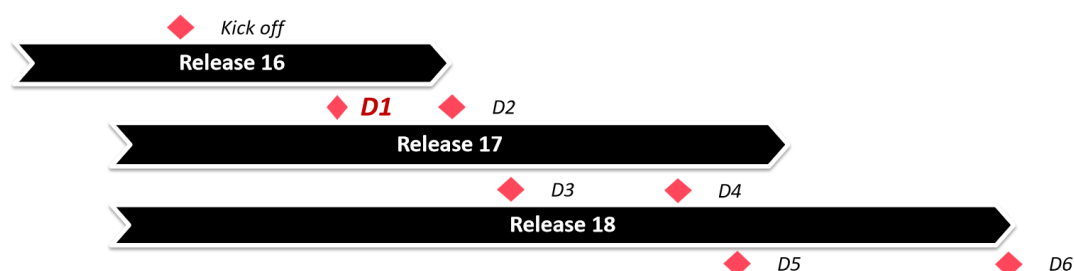 Kick off
Release 16
D1 D2
Release 17
D3 D4
Release 18
D5 D6